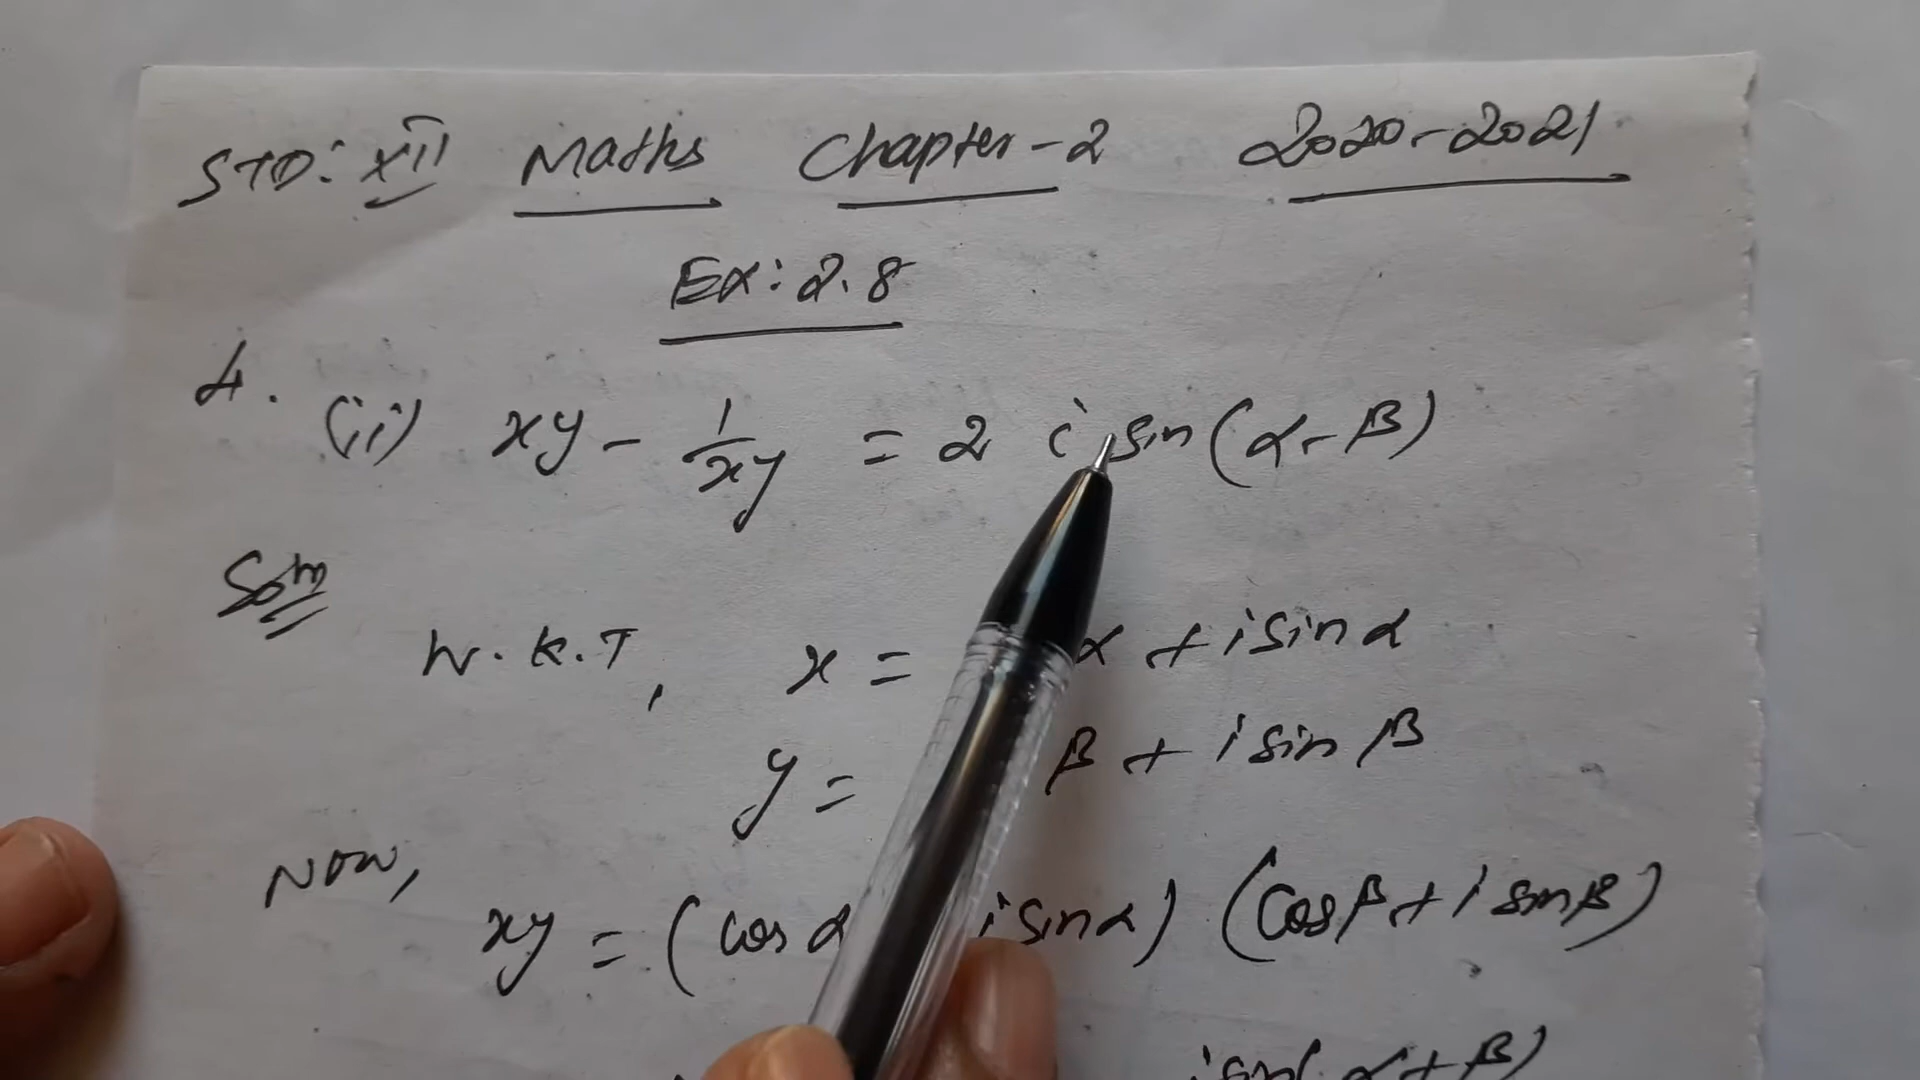 STD: XII Maths Chapter-2 2020-2021
Ex: 2.8
4. (ii) xy - 1/xy = 2 i sin(α-β)
Soln
W.K.T, x = α + i sin α
y = β + i sin β
Now,
xy = (cos α i sin α) (cos β + i sin β)
i sin(α+β)